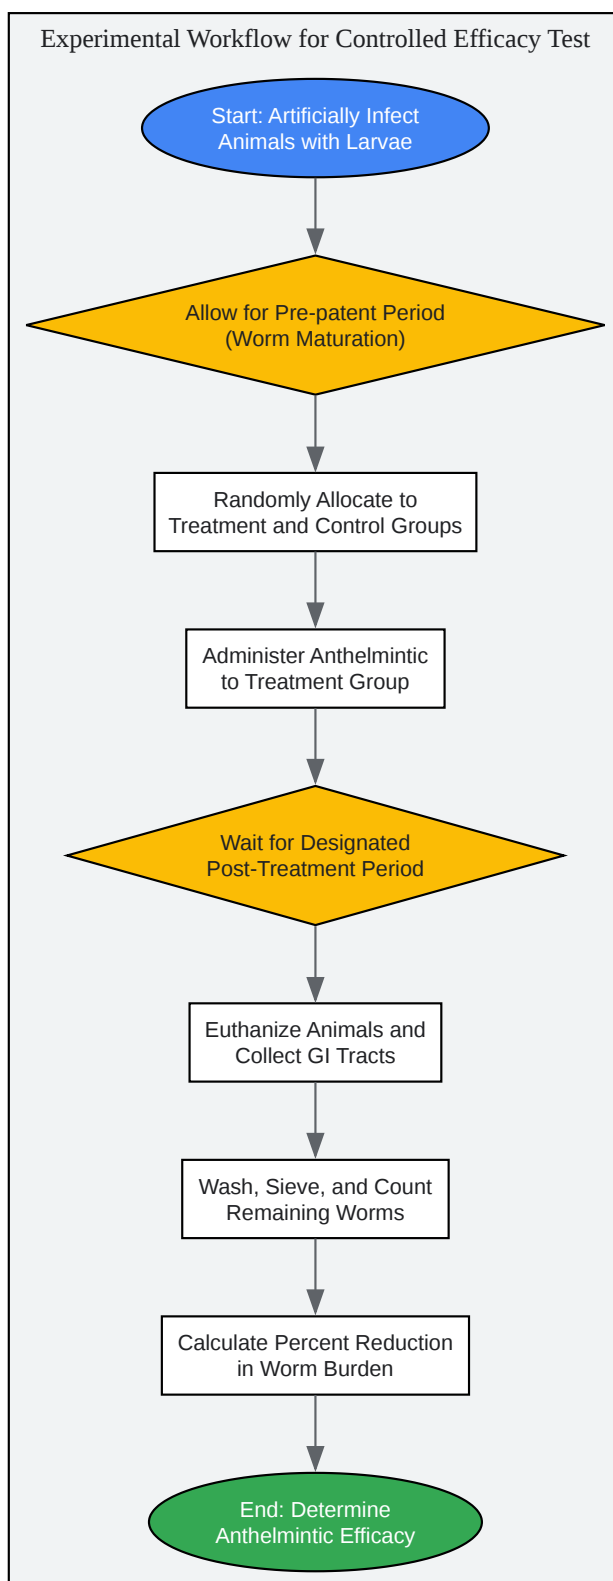 Experimental Workflow for Controlled Efficacy Test
Start: Artificially Infect
Animals with Larvae
Allow for Pre-patent Period
(Worm Maturation)
Randomly Allocate to
Treatment and Control Groups
Administer Anthelmintic
to Treatment Group
Wait for Designated
Post-Treatment Period
Euthanize Animals and
Collect GI Tracts
Wash, Sieve, and Count
Remaining Worms
Calculate Percent Reduction
in Worm Burden
End: Determine
Anthelmintic Efficacy